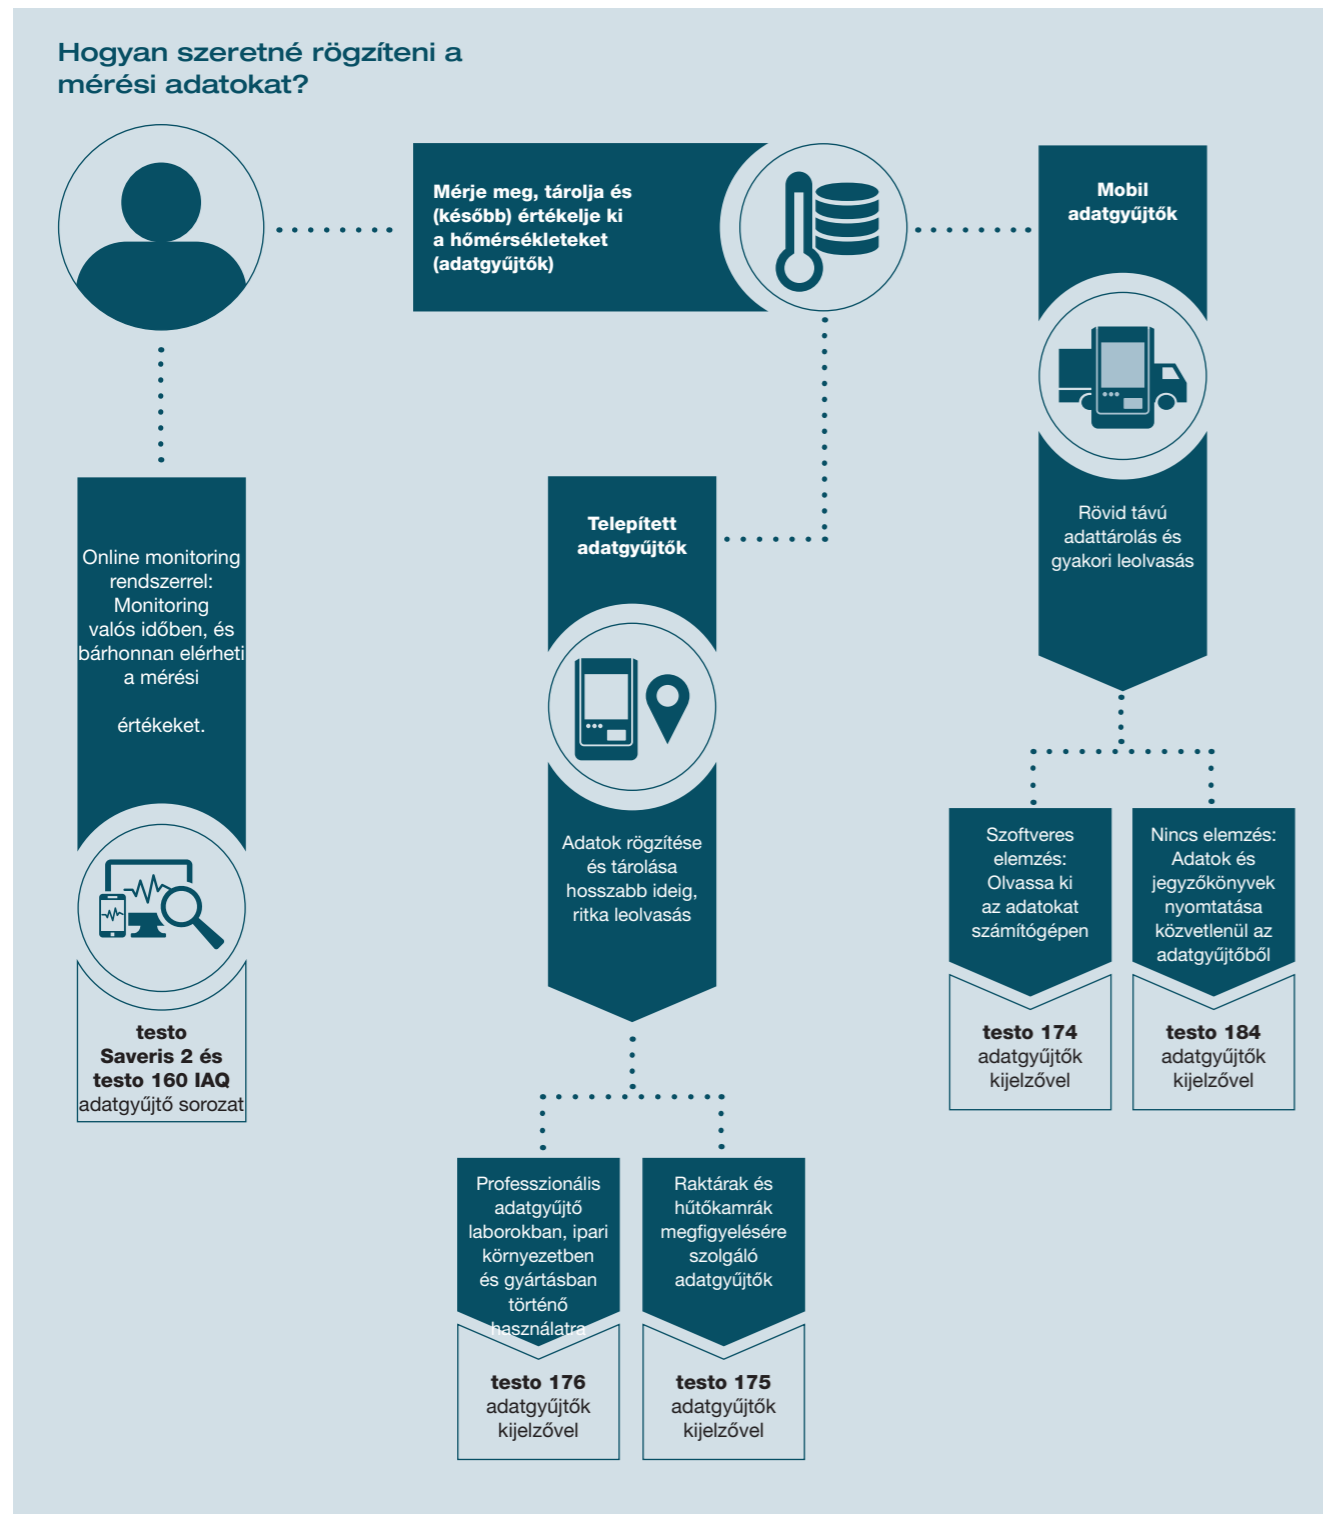 Hogyan szeretné rögzíteni a
mérési adatokat?
Mérje meg, tárolja és
(később) értékelje ki
a hőmérsékleteket
(adatgyűjtők)
Mobil
adatgyűjtők
Rövid távú
adattárolás és
gyakori leolvasás
Online monitoring
rendszerrel:
Monitoring
valós időben, és
bárhonnan elérheti
a mérési
értékeket.
testo
Saveris 2 és
testo 160 IAQ
adatgyűjtő sorozat
Telepített
adatgyűjtők
Adatok rögzítése
és tárolása
hosszabb ideig,
ritka leolvasás
Szoftveres
elemzés:
Olvassa ki
az adatokat
számítógépen
testo 174
adatgyűjtők
kijelzővel
Nincs elemzés:
Adatok és
jegyzőkönyvek
nyomtatása
közvetlenül az
adatgyűjtőből
testo 184
adatgyűjtők
kijelzővel
Professzionális
adatgyűjtő
laborokban, ipari
környezetben
és gyártásban
történő
használatra
testo 176
adatgyűjtők
kijelzővel
Raktárak és
hűtőkamrák
megfigyelésére
szolgáló
adatgyűjtők
testo 175
adatgyűjtők
kijelzővel